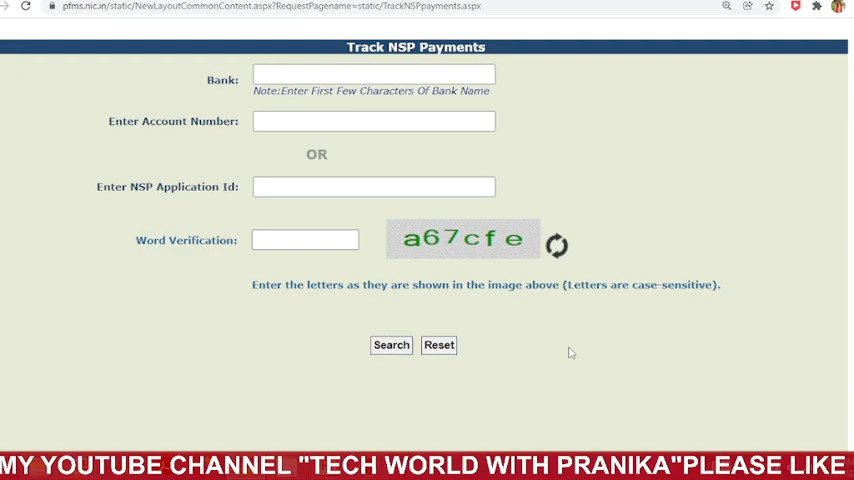 pfms.nic.in/static/NewLayoutCommonContent.aspx?RequestPagename=static/TrackNSPpayments.aspx
Track NSP Payments
Bank:
Note:Enter First Few Characters Of Bank Name
Enter Account Number:
OR
Enter NSP Application Id:
Word Verification:
a67cfe
Enter the letters as they are shown in the image above (Letters are case-sensitive).
Search Reset
MY YOUTUBE CHANNEL "TECH WORLD WITH PRANIKA"PLEASE LIKE